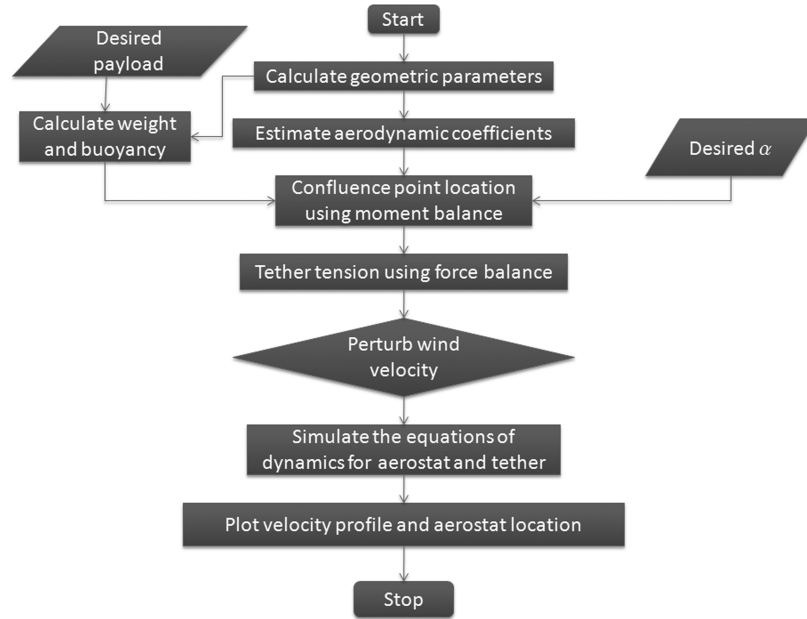 Start
Desired
payload
Calculate geometric parameters
Calculate weight
and buoyancy
Estimate aerodynamic coefficients
Desired α
Confluence point location
using moment balance
Tether tension using force balance
Perturb wind
velocity
Simulate the equations of
dynamics for aerostat and tether
Plot velocity profile and aerostat location
Stop